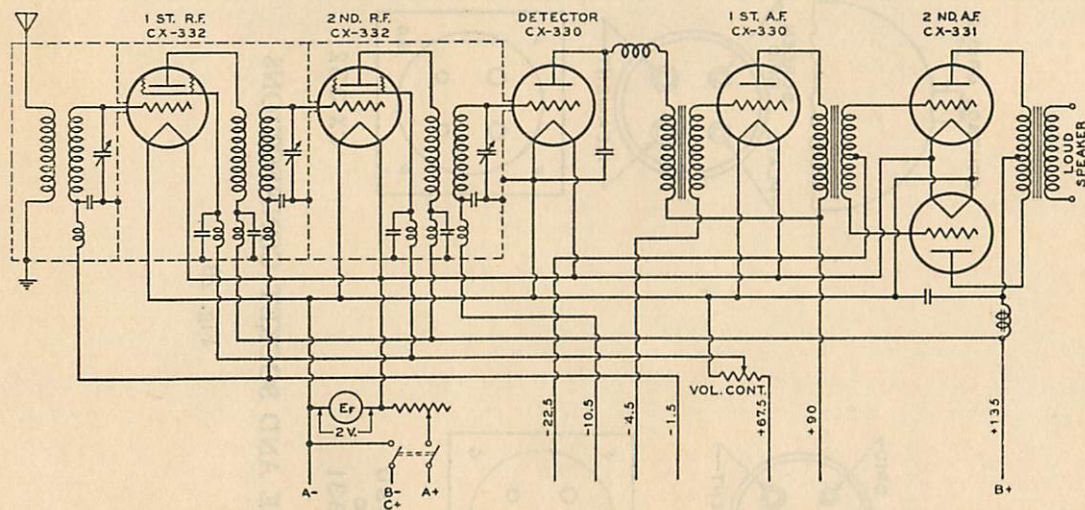 1 ST. R.F.
CX-332
2 ND. R.F.
CX-332
DETECTOR
CX-330
1 ST. A.F.
CX-330
2 ND. A.F.
CX-331
LOUD
SPEAKER
VOL. CONT.
Ef
2 V.
-22.5
-10.5
-4.5
-1.5
+67.5
+90
+135
A-
B-
C+
A+
B+